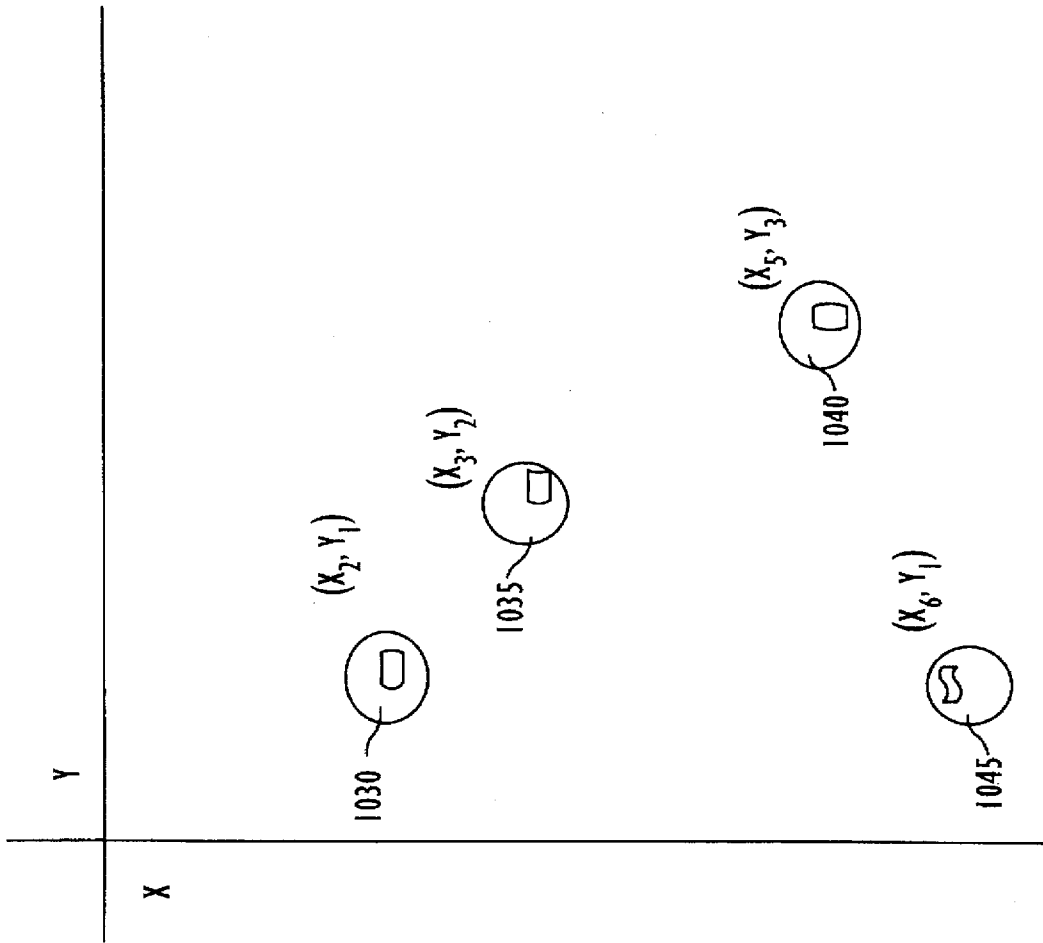 Y
X
(X₂, Y₁)
1030
(X₃, Y₂)
1035
(X₅, Y₃)
1040
(X₆, Y₁)
1045